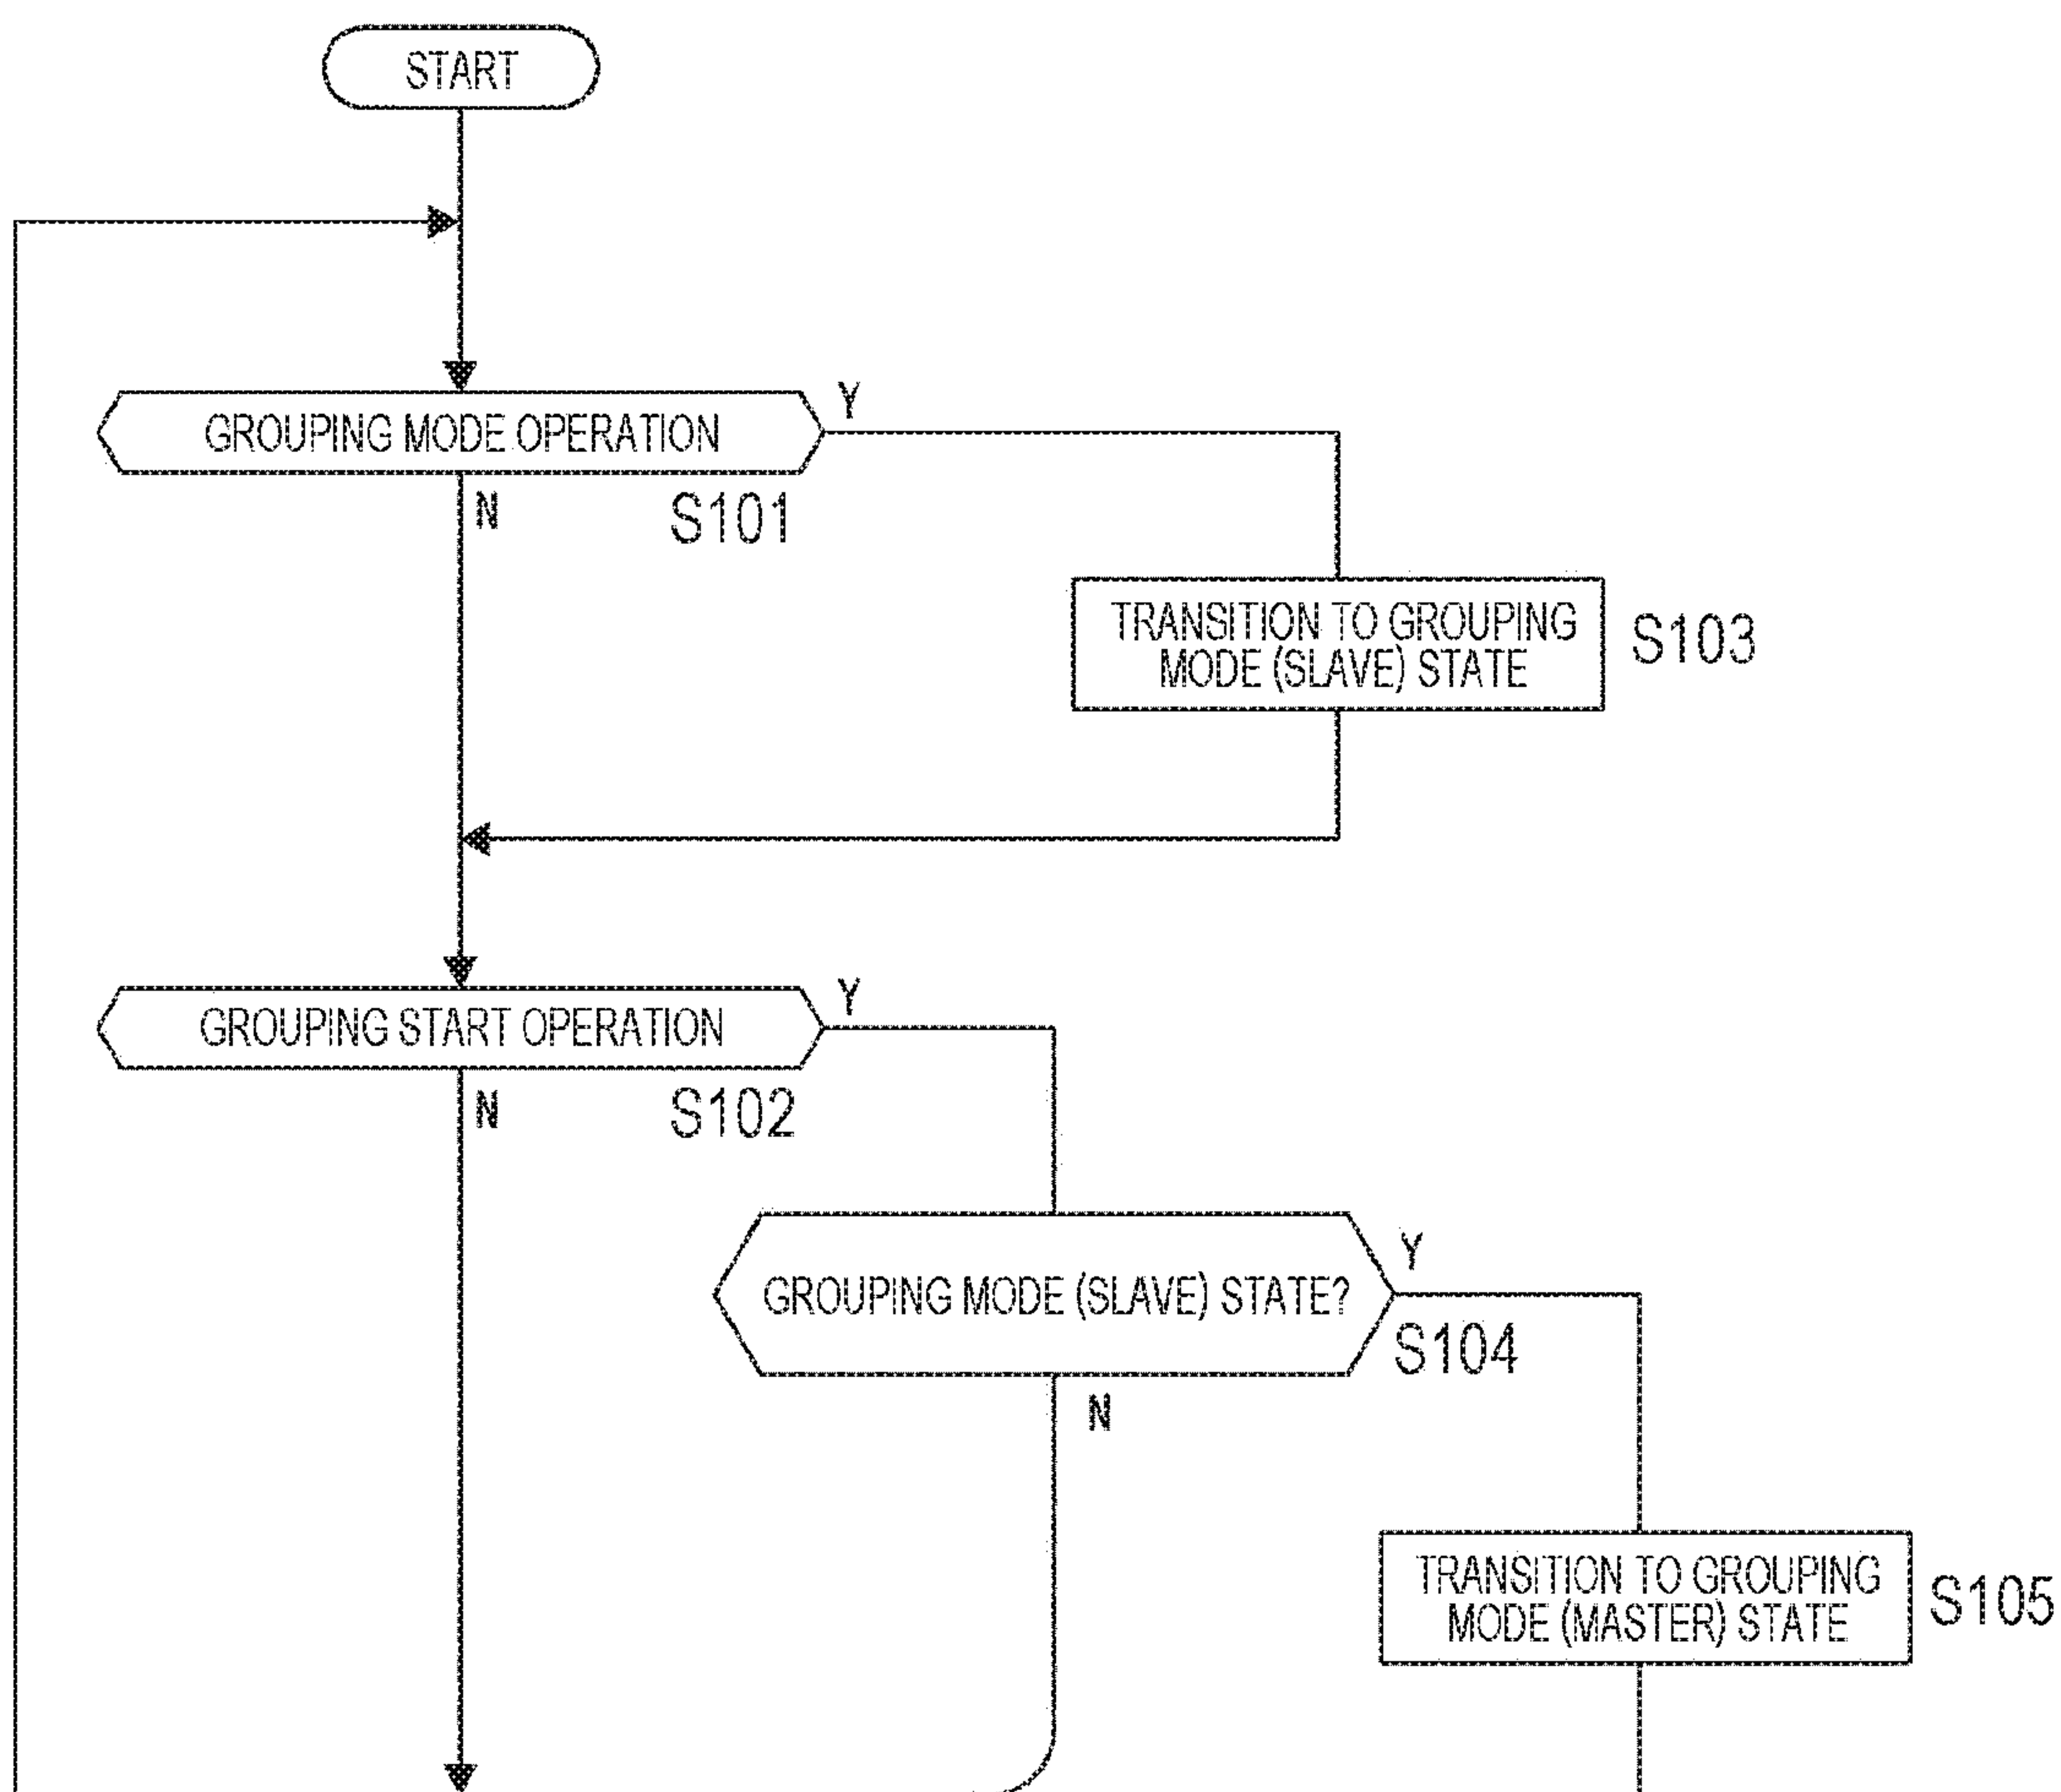 START
GROUPING MODE OPERATION
Y
N
S101
TRANSITION TO GROUPING
MODE (SLAVE) STATE
S103
GROUPING START OPERATION
Y
N
S102
GROUPING MODE (SLAVE) STATE?
Y
S104
N
TRANSITION TO GROUPING
MODE (MASTER) STATE
S105